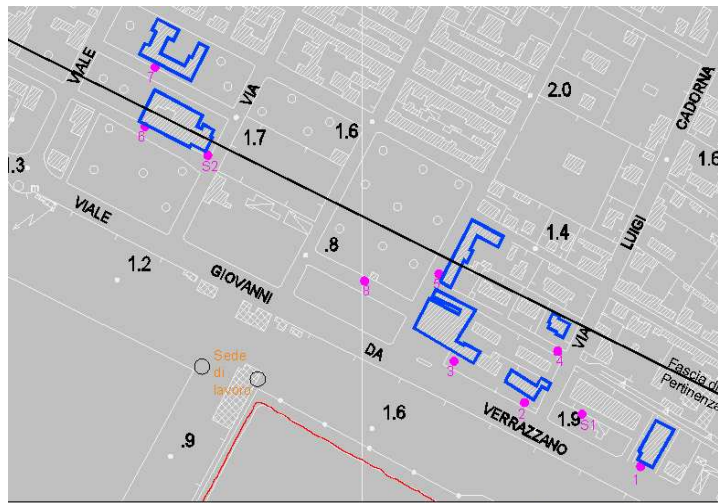 VIALE
VIA
7
2.0
CADORNA
6
1.7
1.6
S2
1.3
1.6
VIALE
1.4
LUIGI
.8
1.2
GIOVANNI
VIA
DA
Sede
di
lavoro
3
4
Fascia di
Pertinenza
2
VERRAZZANO
1.9
S1
1.6
.9
1